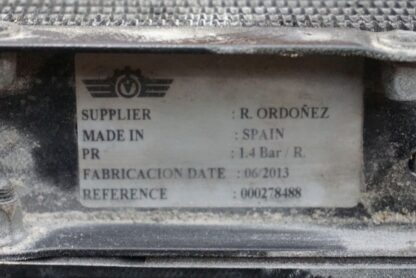 SUPPLIER : R. ORDOÑEZ
MADE IN : SPAIN
PR : 1.4 Bar / R.
FABRICACION DATE : 06/2013
REFERENCE : 000278488